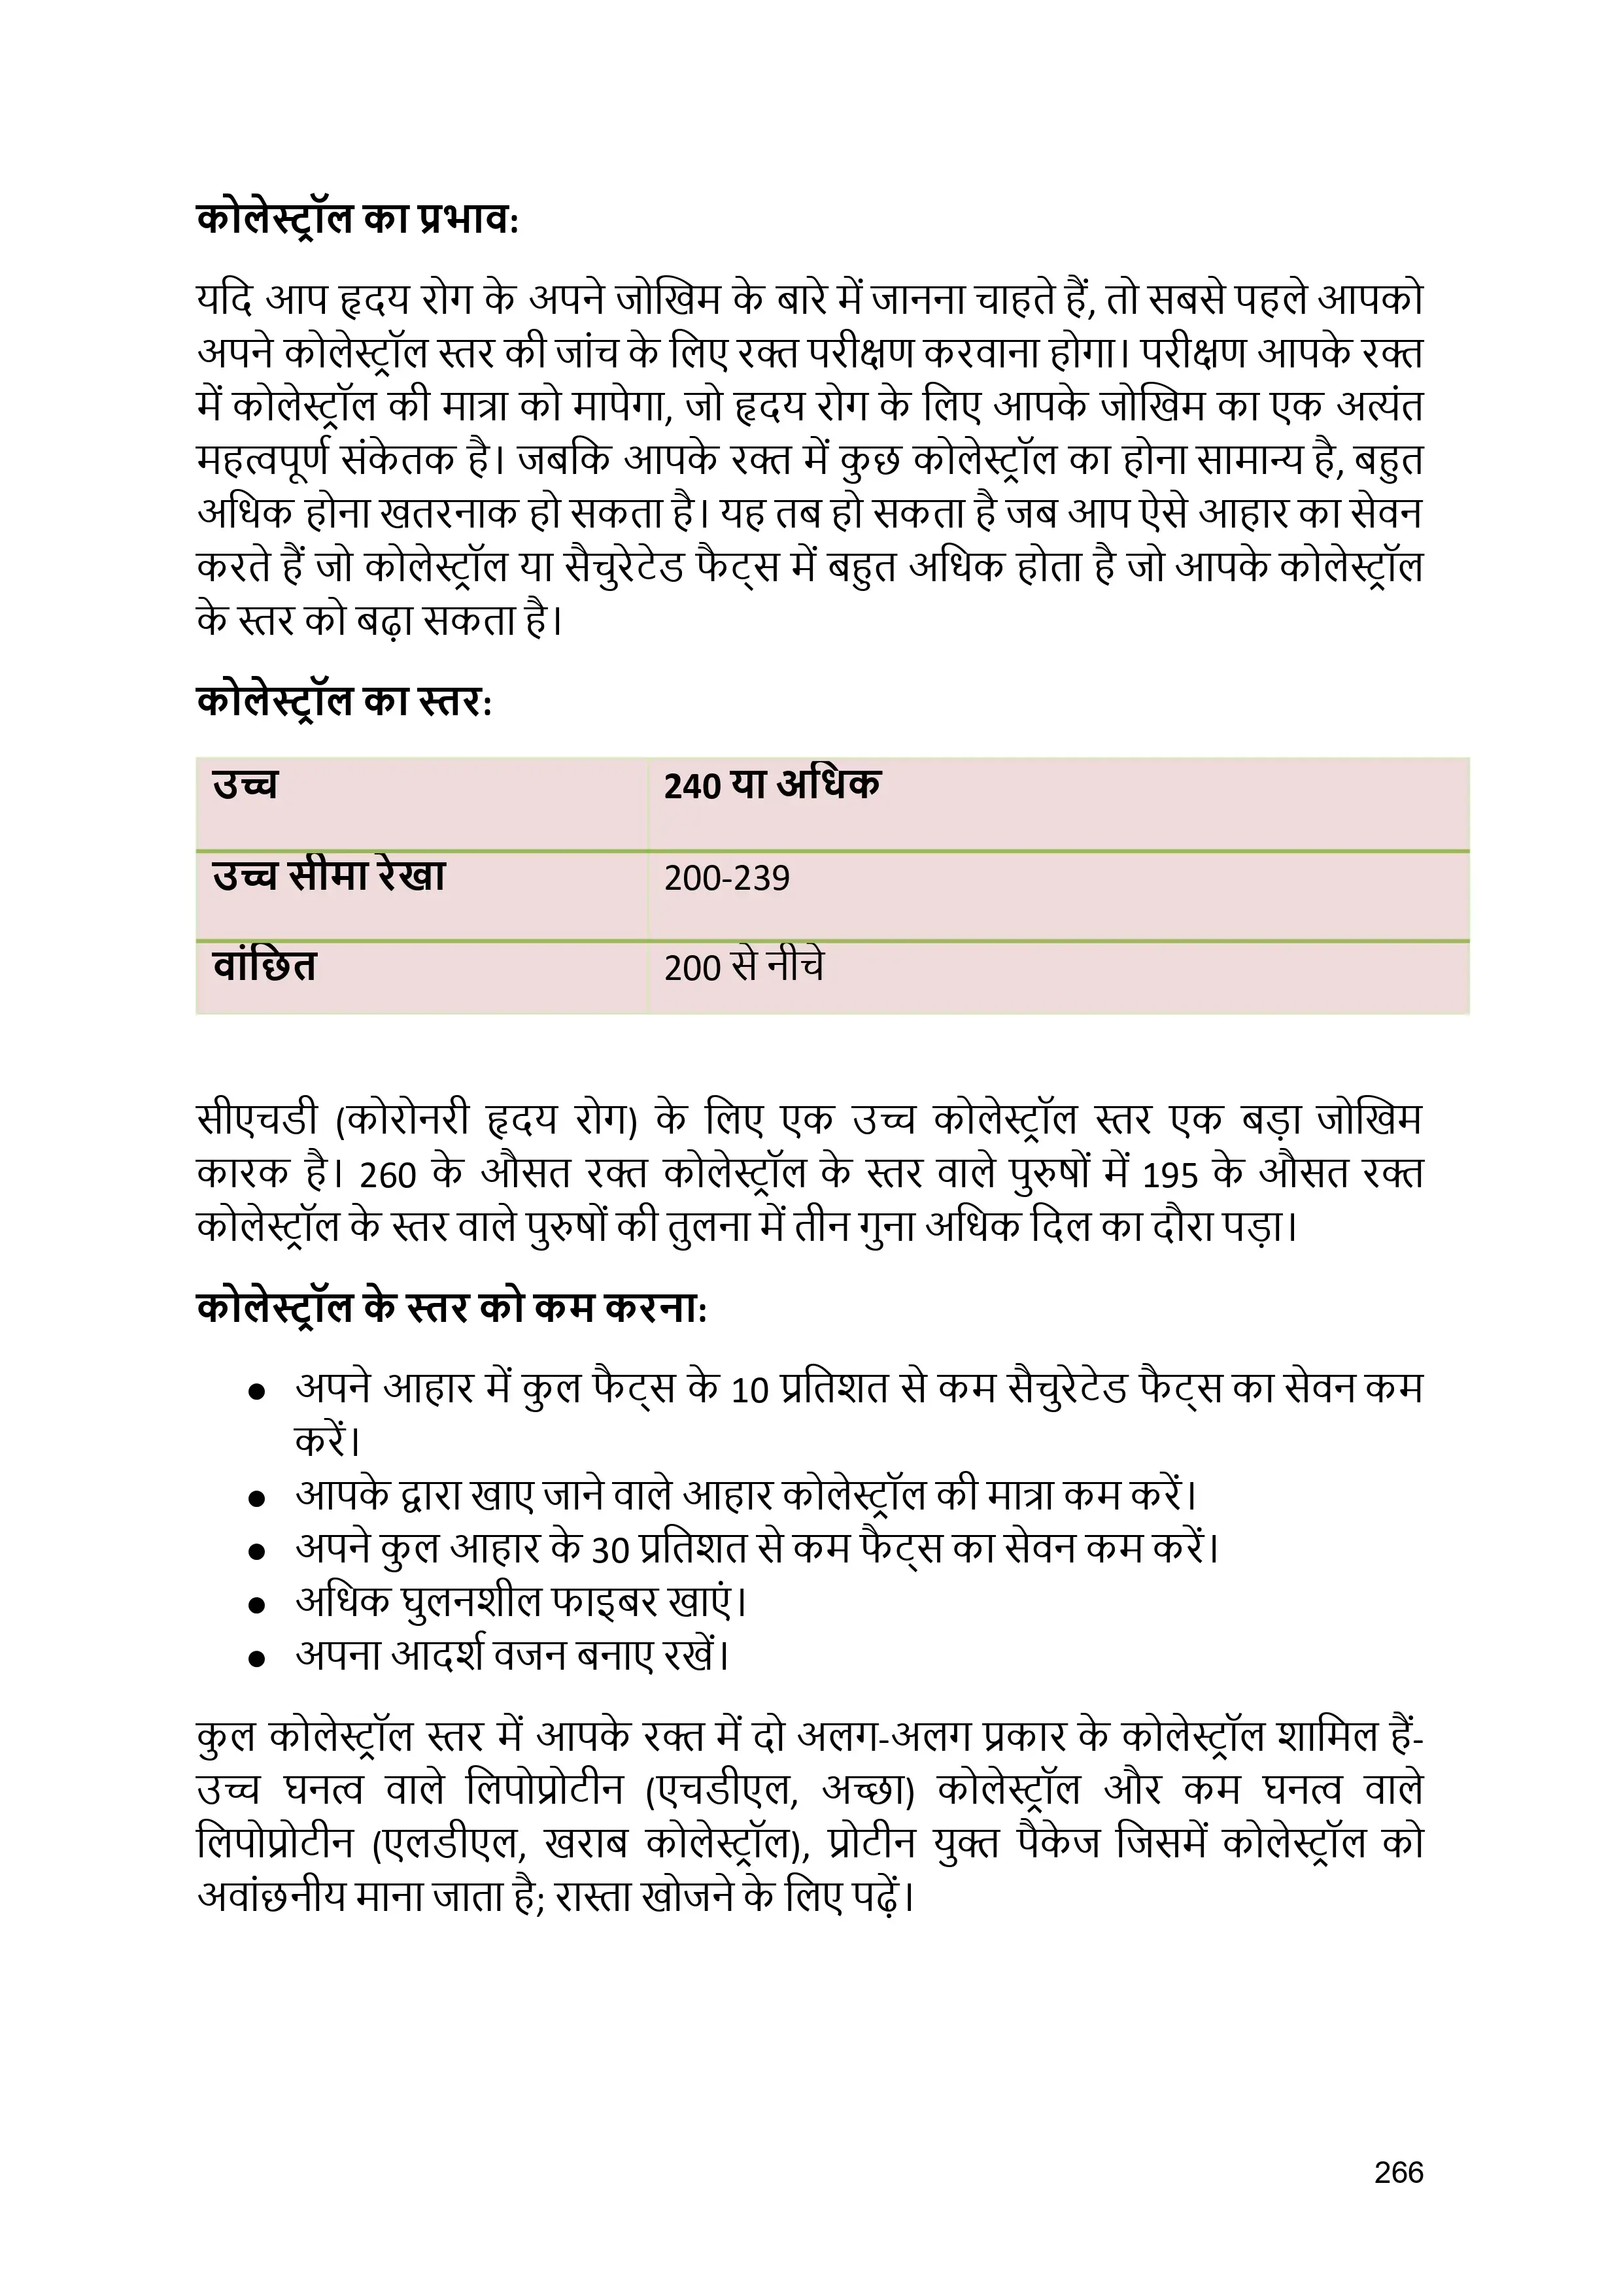 कोलेस्ट्रॉल का प्रभाव:
यदि आप हृदय रोग के अपने जोखिम के बारे में जानना चाहते हैं, तो सबसे पहले आपको
अपने कोलेस्ट्रॉल स्तर की जांच के लिए रक्त परीक्षण करवाना होगा। परीक्षण आपके रक्त
में कोलेस्ट्रॉल की मात्रा को मापेगा, जो हृदय रोग के लिए आपके जोखिम का एक अत्यंत
महत्वपूर्ण संकेतक है। जबकि आपके रक्त में कुछ कोलेस्ट्रॉल का होना सामान्य है, बहुत
अधिक होना खतरनाक हो सकता है। यह तब हो सकता है जब आप ऐसे आहार का सेवन
करते हैं जो कोलेस्ट्रॉल या सैचुरेटेड फैट्स में बहुत अधिक होता है जो आपके कोलेस्ट्रॉल
के स्तर को बढ़ा सकता है।
कोलेस्ट्रॉल का स्तर:
उच्च 240 या अधिक
उच्च सीमा रेखा 200-239
वांछित 200 से नीचे
सीएचडी (कोरोनरी हृदय रोग) के लिए एक उच्च कोलेस्ट्रॉल स्तर एक बड़ा जोखिम
कारक है। 260 के औसत रक्त कोलेस्ट्रॉल के स्तर वाले पुरुषों में 195 के औसत रक्त
कोलेस्ट्रॉल के स्तर वाले पुरुषों की तुलना में तीन गुना अधिक दिल का दौरा पड़ा।
कोलेस्ट्रॉल के स्तर को कम करना:
● अपने आहार में कुल फैट्स के 10 प्रतिशत से कम सैचुरेटेड फैट्स का सेवन कम
करें।
● आपके द्वारा खाए जाने वाले आहार कोलेस्ट्रॉल की मात्रा कम करें।
● अपने कुल आहार के 30 प्रतिशत से कम फैट्स का सेवन कम करें।
● अधिक घुलनशील फाइबर खाएं।
● अपना आदर्श वजन बनाए रखें।
कुल कोलेस्ट्रॉल स्तर में आपके रक्त में दो अलग-अलग प्रकार के कोलेस्ट्रॉल शामिल हैं-
उच्च घनत्व वाले लिपोप्रोटीन (एचडीएल, अच्छा) कोलेस्ट्रॉल और कम घनत्व वाले
लिपोप्रोटीन (एलडीएल, खराब कोलेस्ट्रॉल), प्रोटीन युक्त पैकेज जिसमें कोलेस्ट्रॉल को
अवांछनीय माना जाता है; रास्ता खोजने के लिए पढ़ें।
266